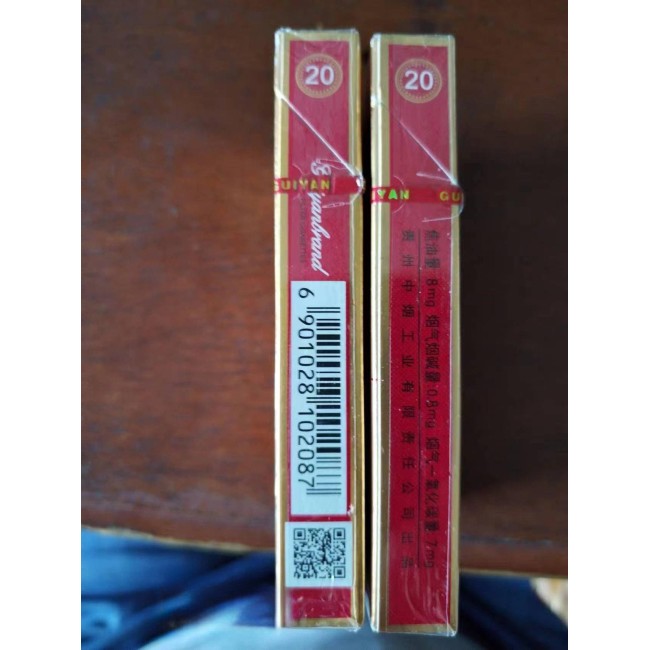 20
GUIYAN
Guiyanbrand
6 901028 102087
20
IYAN GU
焦油量 8mg 烟气烟碱量 0.8mg 烟气一氧化碳量 7mg
贵州中烟工业有限责任公司出品